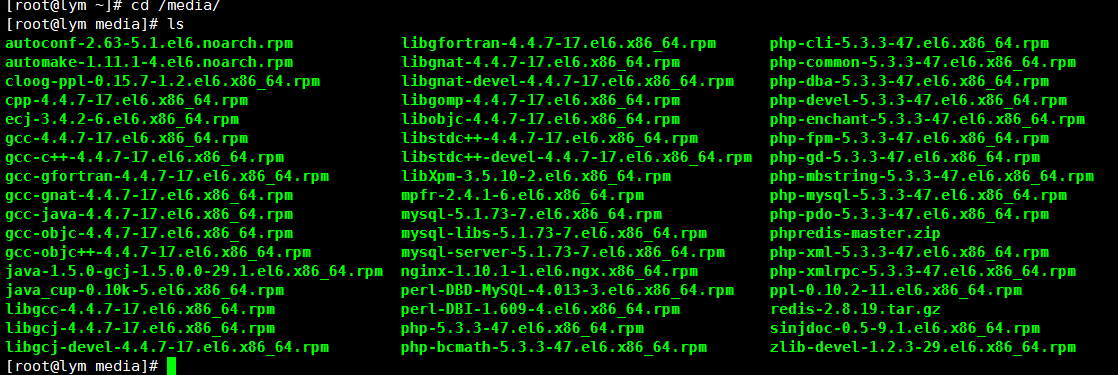 [root@lym ~]# cd /media/
[root@lym media]# ls
autoconf-2.63-5.1.el6.noarch.rpm libgfortran-4.4.7-17.el6.x86_64.rpm php-cli-5.3.3-47.el6.x86_64.rpm
automake-1.11.1-4.el6.noarch.rpm libgnat-4.4.7-17.el6.x86_64.rpm php-common-5.3.3-47.el6.x86_64.rpm
cloog-ppl-0.15.7-1.2.el6.x86_64.rpm libgnat-devel-4.4.7-17.el6.x86_64.rpm php-dba-5.3.3-47.el6.x86_64.rpm
cpp-4.4.7-17.el6.x86_64.rpm libgomp-4.4.7-17.el6.x86_64.rpm php-devel-5.3.3-47.el6.x86_64.rpm
ecj-3.4.2-6.el6.x86_64.rpm libobjc-4.4.7-17.el6.x86_64.rpm php-enchant-5.3.3-47.el6.x86_64.rpm
gcc-4.4.7-17.el6.x86_64.rpm libstdc++-4.4.7-17.el6.x86_64.rpm php-fpm-5.3.3-47.el6.x86_64.rpm
gcc-c++-4.4.7-17.el6.x86_64.rpm libstdc++-devel-4.4.7-17.el6.x86_64.rpm php-gd-5.3.3-47.el6.x86_64.rpm
gcc-gfortran-4.4.7-17.el6.x86_64.rpm libXpm-3.5.10-2.el6.x86_64.rpm php-mbstring-5.3.3-47.el6.x86_64.rpm
gcc-gnat-4.4.7-17.el6.x86_64.rpm mpfr-2.4.1-6.el6.x86_64.rpm php-mysql-5.3.3-47.el6.x86_64.rpm
gcc-java-4.4.7-17.el6.x86_64.rpm mysql-5.1.73-7.el6.x86_64.rpm php-pdo-5.3.3-47.el6.x86_64.rpm
gcc-objc-4.4.7-17.el6.x86_64.rpm mysql-libs-5.1.73-7.el6.x86_64.rpm phpredis-master.zip
gcc-objc++-4.4.7-17.el6.x86_64.rpm mysql-server-5.1.73-7.el6.x86_64.rpm php-xml-5.3.3-47.el6.x86_64.rpm
java-1.5.0-gcj-1.5.0.0-29.1.el6.x86_64.rpm nginx-1.10.1-1.el6.ngx.x86_64.rpm php-xmlrpc-5.3.3-47.el6.x86_64.rpm
java_cup-0.10k-5.el6.x86_64.rpm perl-DBD-MySQL-4.013-3.el6.x86_64.rpm ppl-0.10.2-11.el6.x86_64.rpm
libgcc-4.4.7-17.el6.x86_64.rpm perl-DBI-1.609-4.el6.x86_64.rpm redis-2.8.19.tar.gz
libgcj-4.4.7-17.el6.x86_64.rpm php-5.3.3-47.el6.x86_64.rpm sinjdoc-0.5-9.1.el6.x86_64.rpm
libgcj-devel-4.4.7-17.el6.x86_64.rpm php-bcmath-5.3.3-47.el6.x86_64.rpm zlib-devel-1.2.3-29.el6.x86_64.rpm
[root@lym media]#